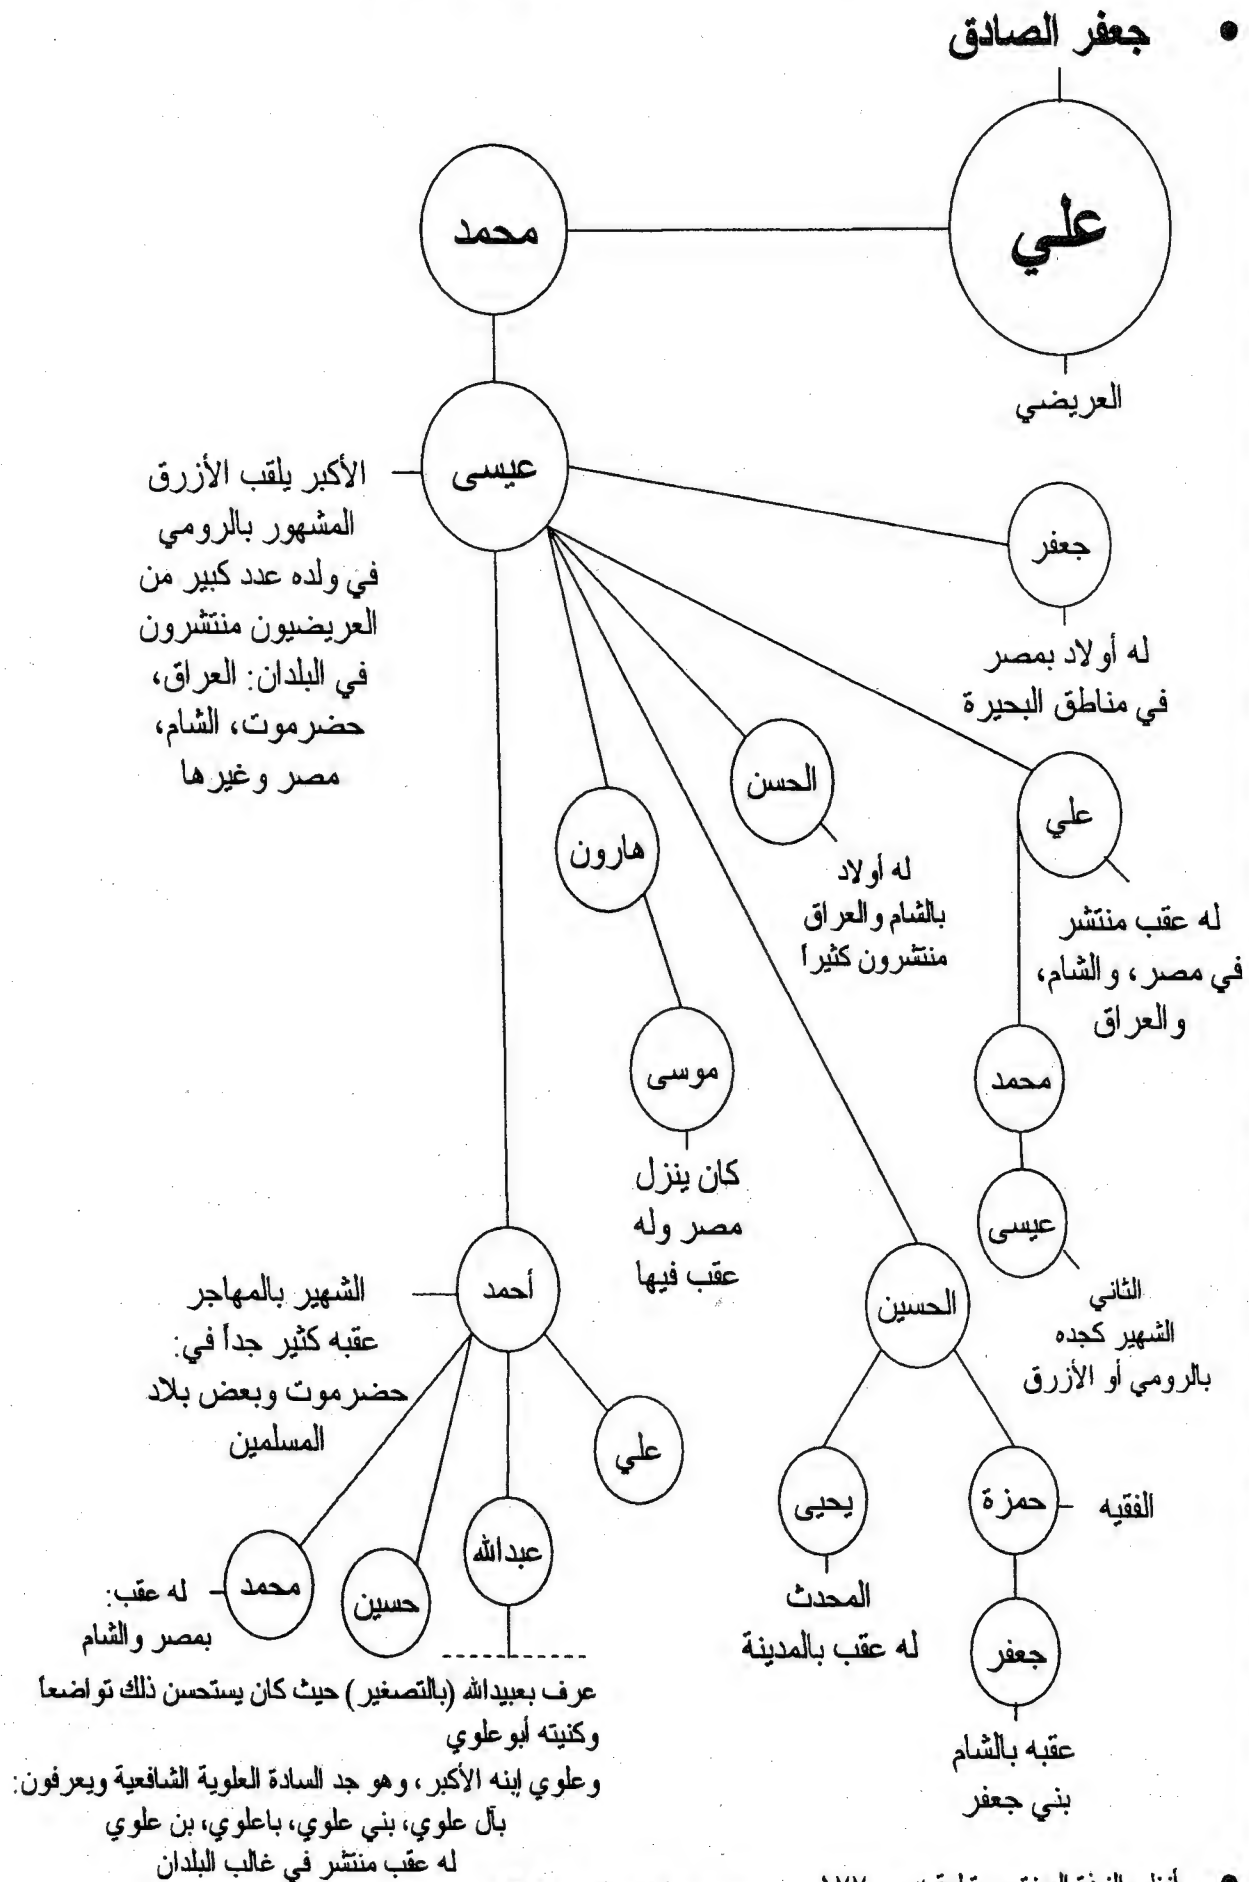 • جعفر الصادق
علي
محمد
العريضي
عيسى
الأكبر يلقب الأزرق
المشهور بالرومي
في ولده عدد كبير من
العريضيون منتشرون
في البلدان: العراق،
حضرموت، الشام،
مصر وغيرها
جعفر
له أولاد بمصر
في مناطق البحيرة
الحسن
له أولاد
بالشام والعراق
منتشرون كثيراً
علي
له عقب منتشر
في مصر، والشام،
والعراق
هارون
موسى
كان ينزل
مصر وله
عقب فيها
محمد
عيسى
الثاني
الشهير كجده
بالرومي أو الأزرق
أحمد
الشهير بالمهاجر
عقبه كثير جداً في:
حضرموت وبعض بلاد
المسلمين
الحسين
علي
يحيى
المحدث
له عقب بالمدينة
حمزة
الفقيه
عبدالله
حسين
محمد
له عقب:
بمصر والشام
جعفر
عقبه بالشام
بني جعفر
عرف بعبيدالله (بالتصغير) حيث كان يستحسن ذلك تواضعاً
وكنيته أبو علوي
وعلوي إبنه الأكبر، وهو جد السادة العلوية الشافعية ويعرفون:
بآل علوي، بني علوي، باعلوي، بن علوي
له عقب منتشر في غالب البلدان